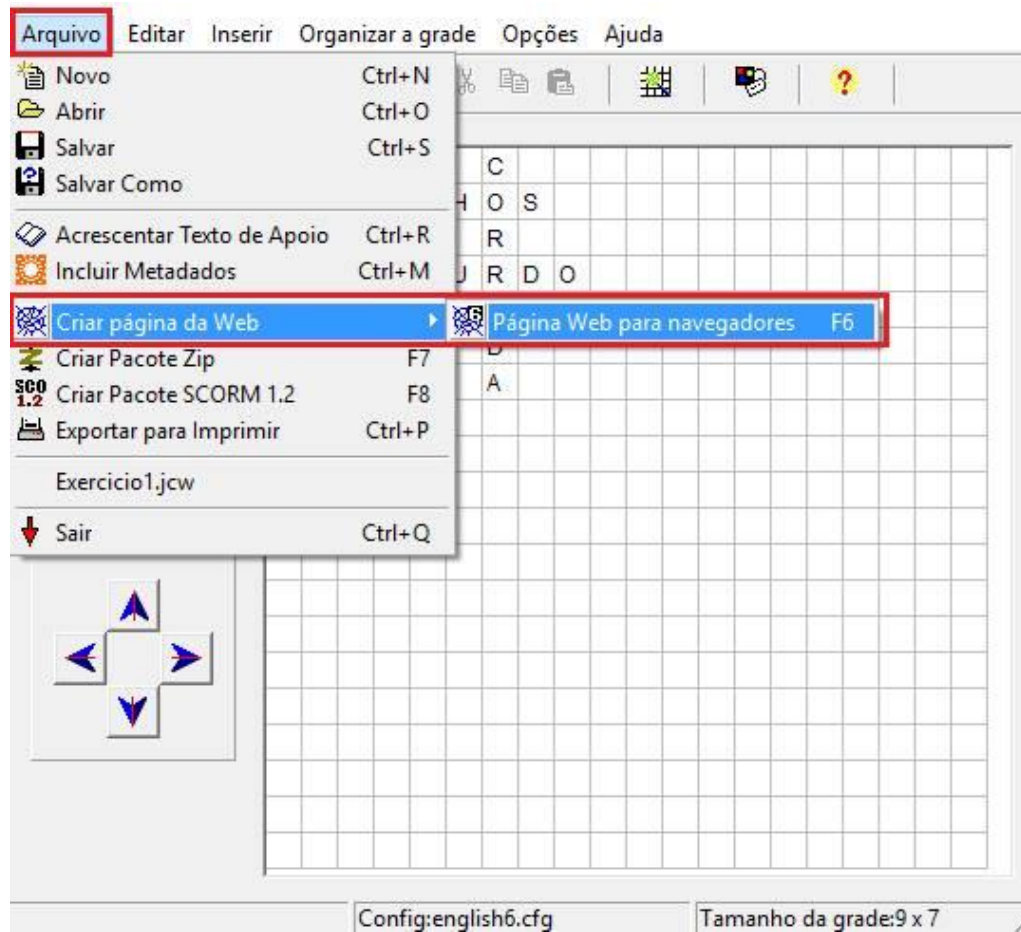 Arquivo Editar Inserir Organizar a grade Opções Ajuda
Novo Ctrl+N
Abrir Ctrl+O
Salvar Ctrl+S
Salvar Como
Acrescentar Texto de Apoio Ctrl+R
Incluir Metadados Ctrl+M
Criar página da Web
Página Web para navegadores F6
Criar Pacote Zip F7
SCO 1.2 Criar Pacote SCORM 1.2 F8
Exportar para Imprimir Ctrl+P
Exercicio1.jcw
Sair Ctrl+Q
?
C
H O S
R
U R D O
D
A
Config:english6.cfg
Tamanho da grade:9 x 7